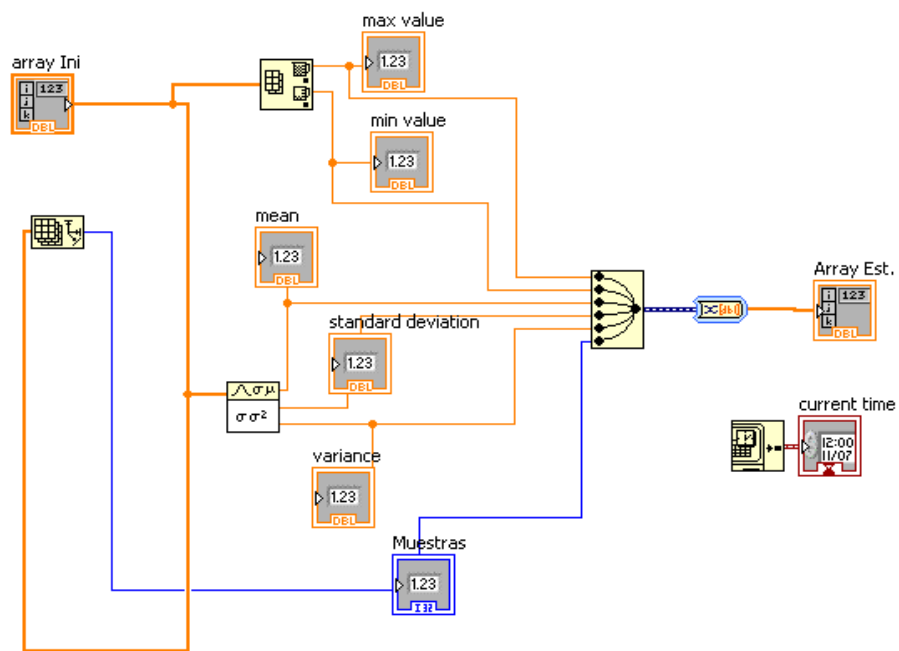 max value
1.23
DBL
array Ini
i
j
k
123
DBL
min value
1.23
DBL
mean
1.23
DBL
standard deviation
1.23
DBL
σ μ
σ σ²
variance
1.23
DBL
Muestras
1.23
I32
[dbl]
Array Est.
i
j
k
123
DBL
current time
12:00
11/07